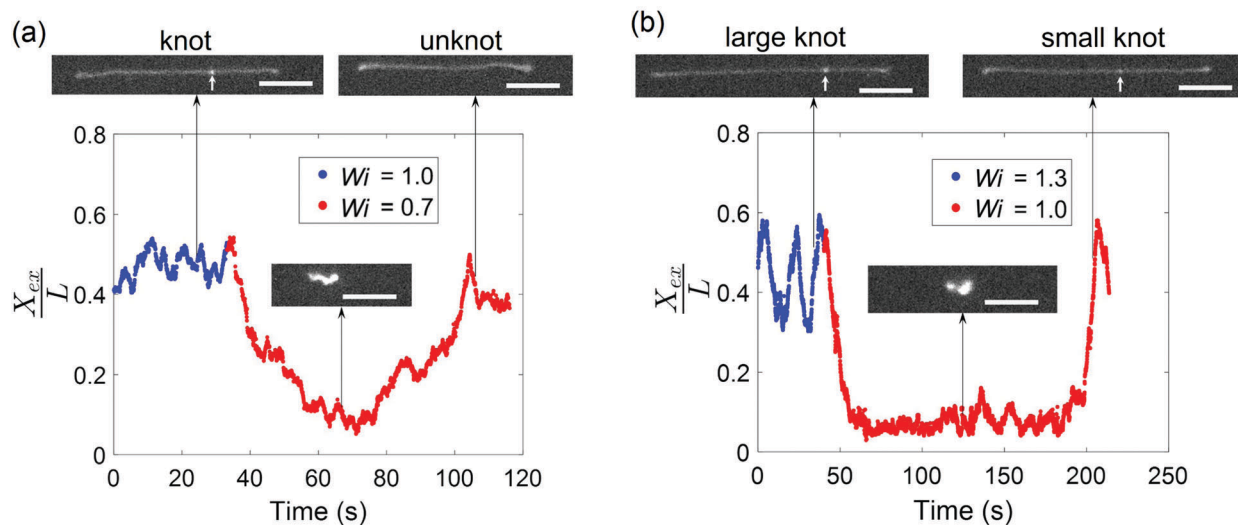 (a)
knot unknot
X_ex/L
0.8
0.6
0.4
0.2
0
Wi = 1.0
Wi = 0.7
0 20 40 60 80 100 120
Time (s)
(b)
large knot small knot
X_ex/L
0.8
0.6
0.4
0.2
0
Wi = 1.3
Wi = 1.0
0 50 100 150 200 250
Time (s)